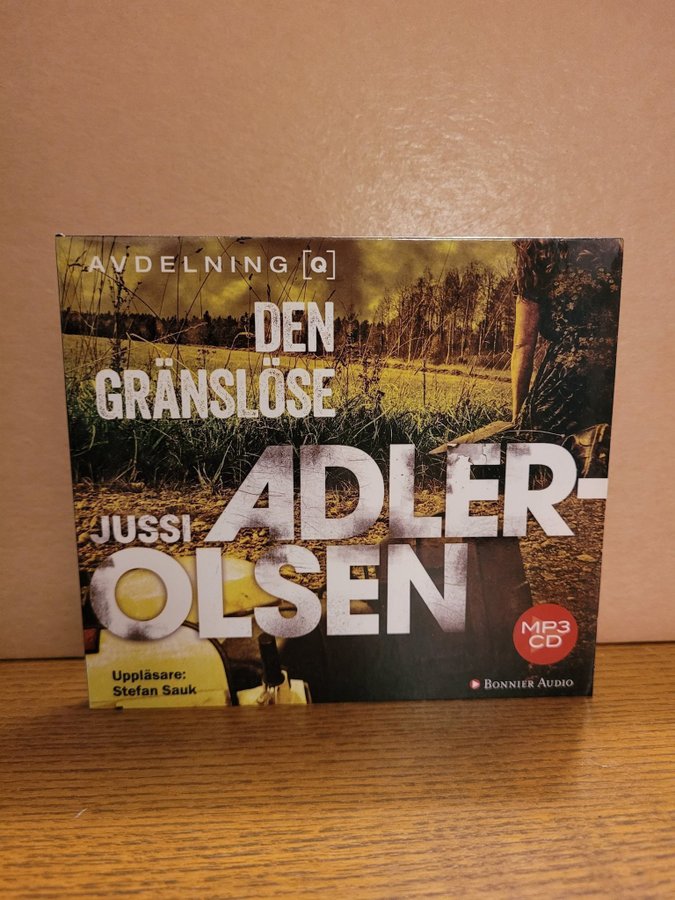 AVDELNING [Q]
DEN
GRÄNSLÖSE
JUSSI ADLER-
OLSEN
MP3
CD
Uppläsare:
Stefan Sauk
BONNIER AUDIO